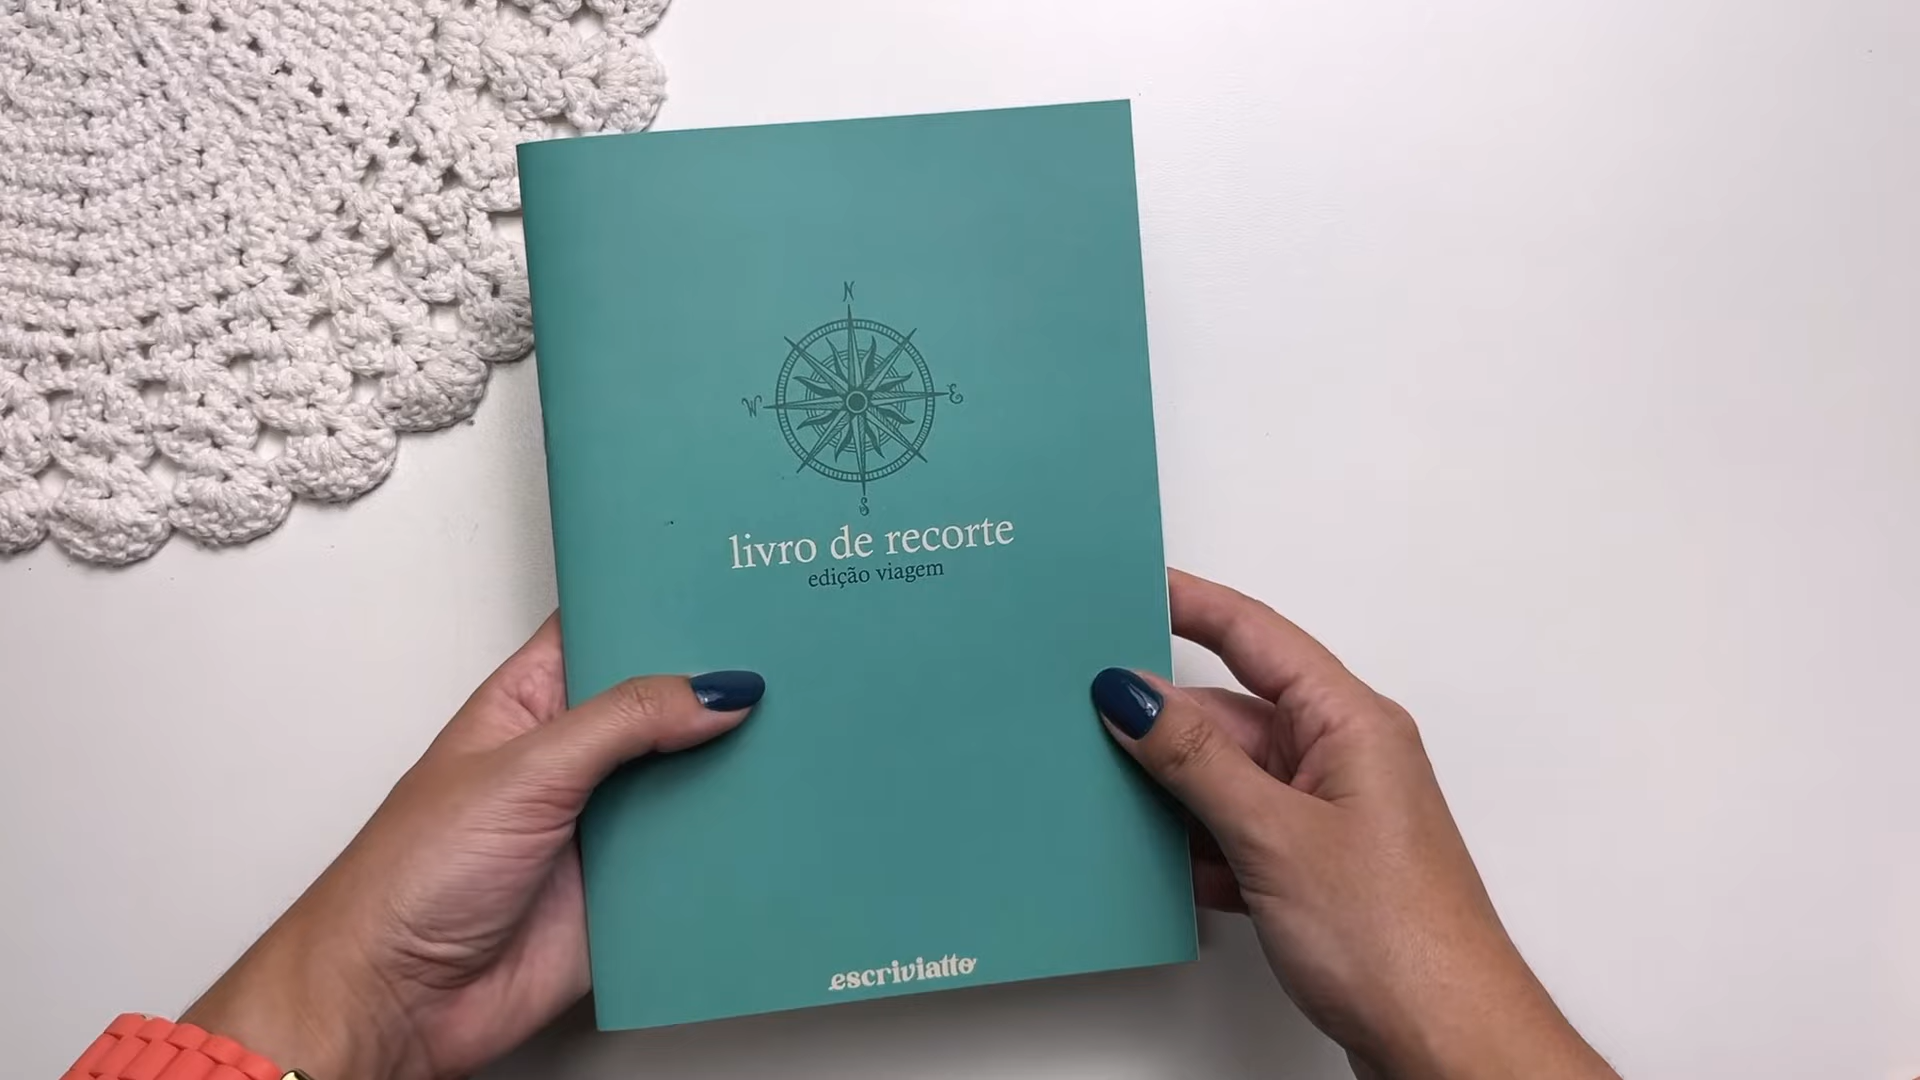 N
W E
S
livro de recorte
edição viagem
escriviatto